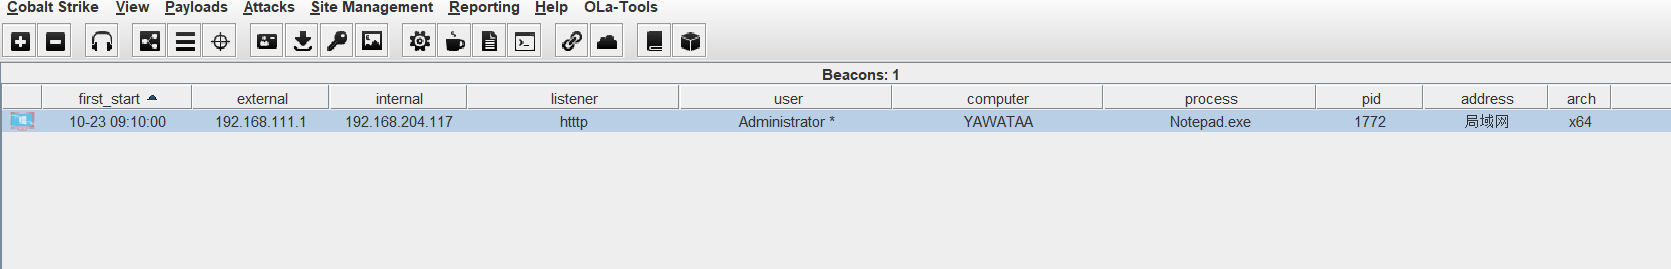 Cobalt Strike View Payloads Attacks Site Management Reporting Help OLa-Tools
Beacons: 1
first_start external internal listener user computer process pid address arch
10-23 09:10:00 192.168.111.1 192.168.204.117 htttp Administrator * YAWATAA Notepad.exe 1772 局域网 x64